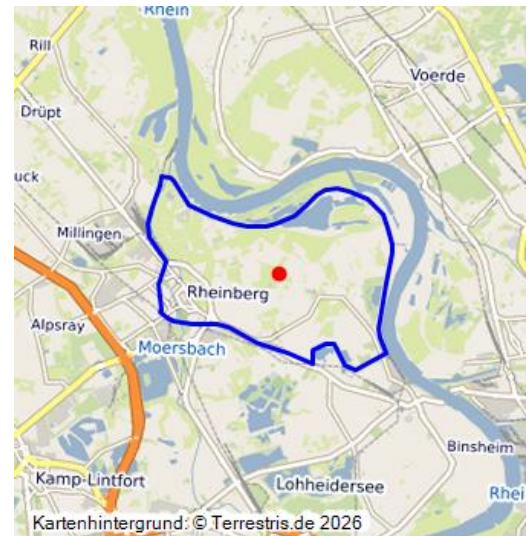 Rhein
Rill
Voerde
Drüpt
uck
Millingen
Rheinberg
Alpsray
Moersbach
Binsheim
Kamp-Lintfort
Lohheidersee
Rhei
Kartenhintergrund: © Terrestris.de 2026